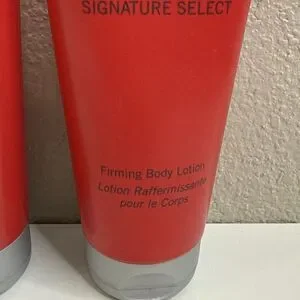 SIGNATURE SELECT
Firming Body Lotion
Lotion Raffermissante
pour le Corps